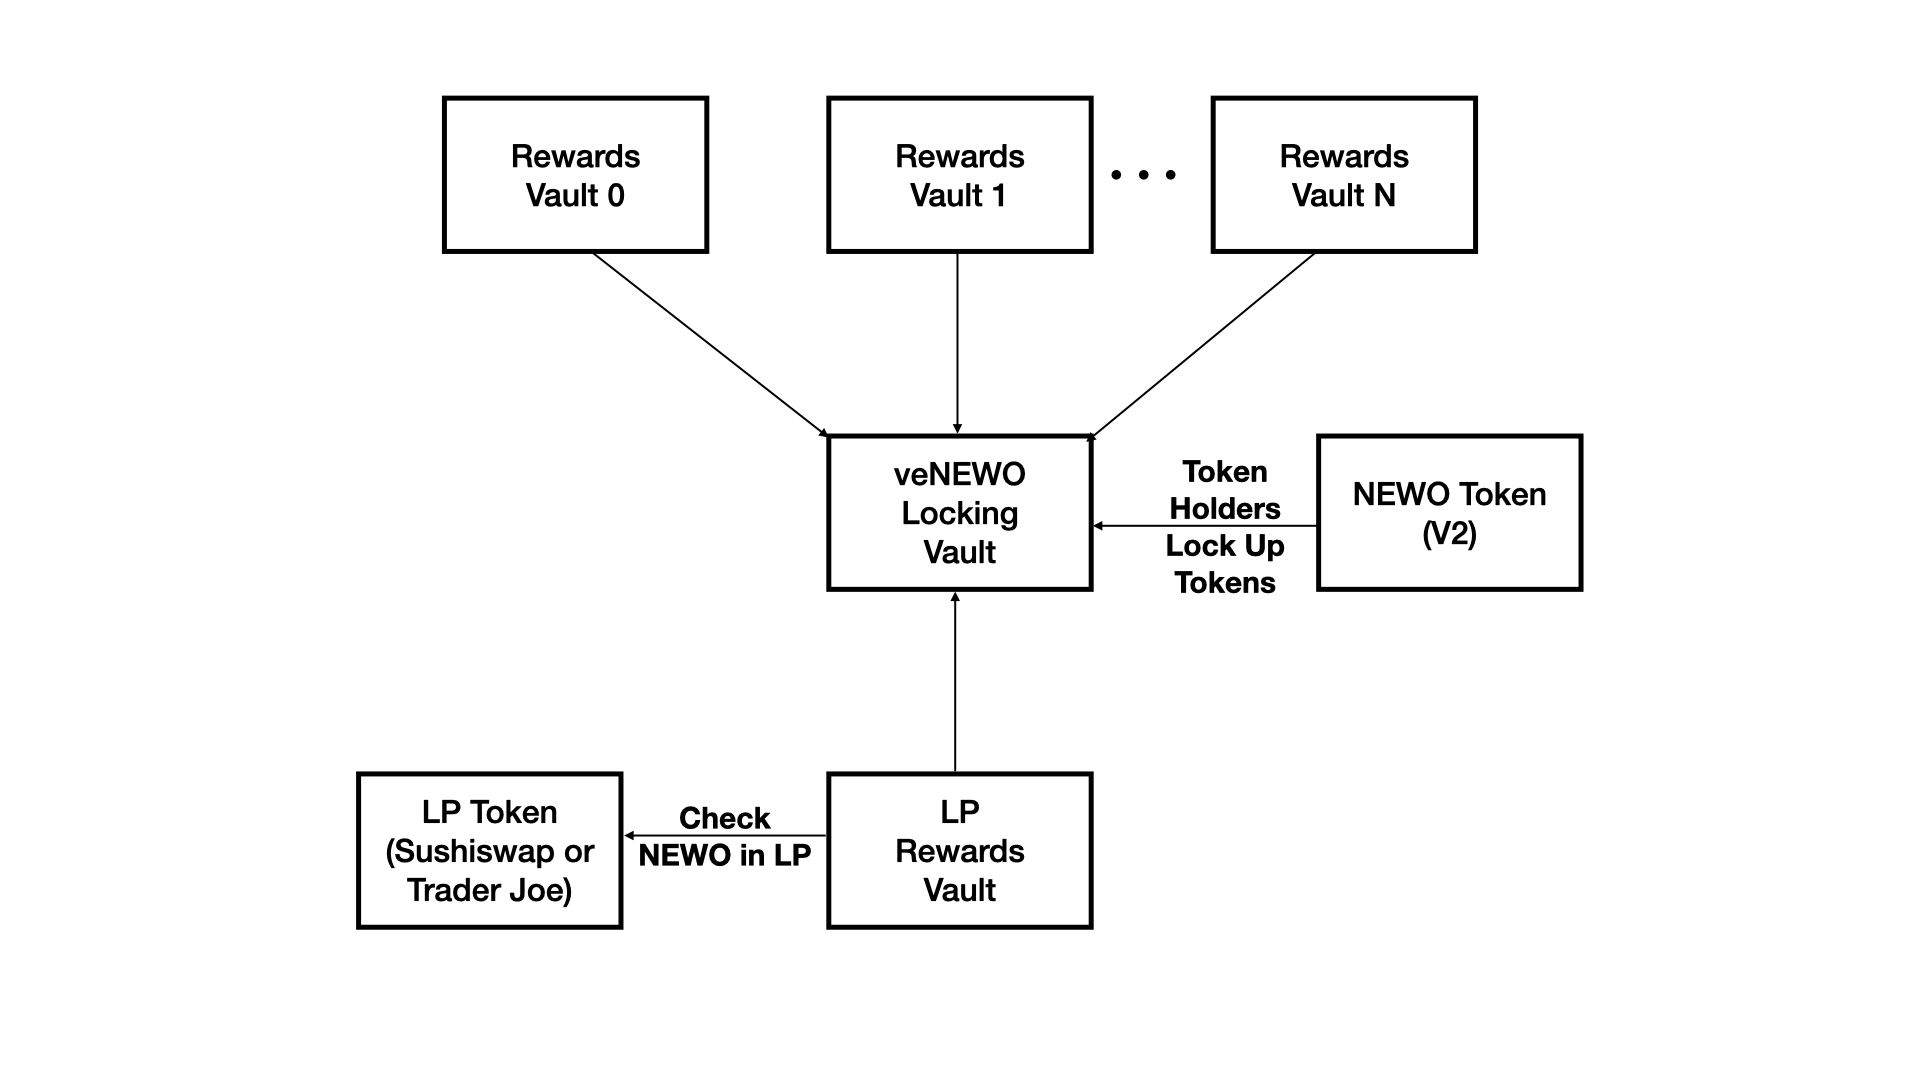 Rewards
Vault 0
Rewards
Vault 1
• • •
Rewards
Vault N
veNEWO
Locking
Vault
Token
Holders
Lock Up
Tokens
NEWO Token
(V2)
LP Token
(Sushiswap or
Trader Joe)
Check
NEWO in LP
LP
Rewards
Vault